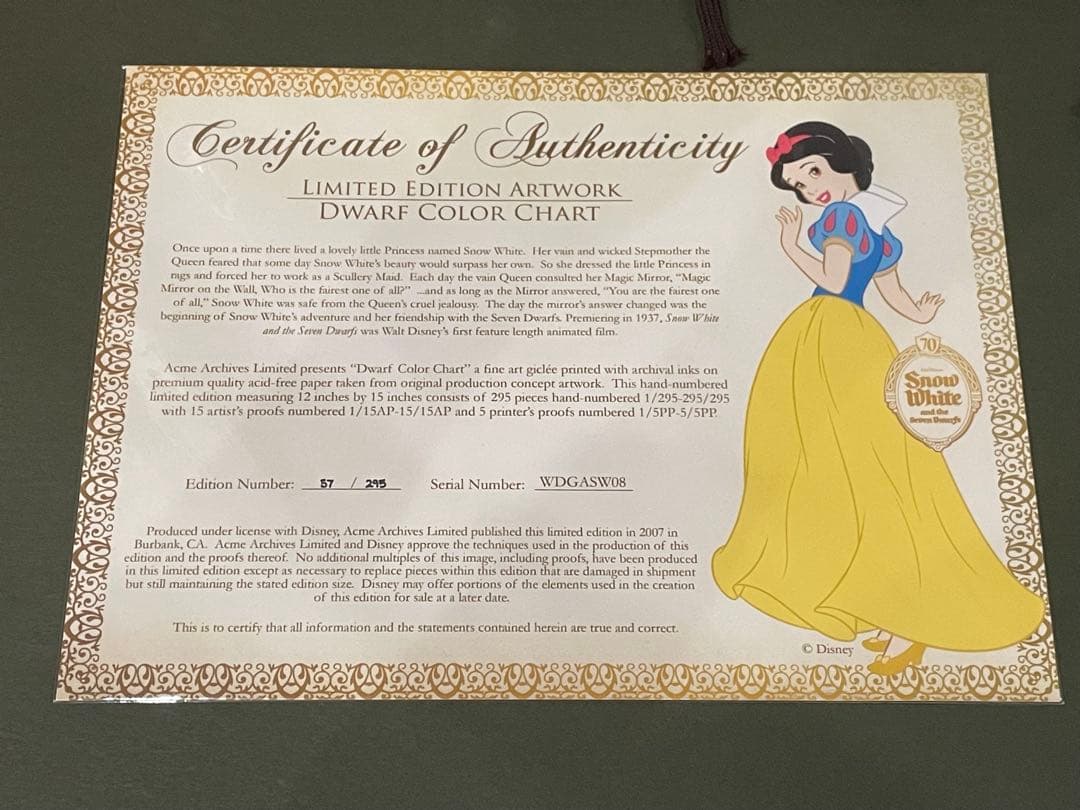 Certificate of Authenticity
LIMITED EDITION ARTWORK
DWARF COLOR CHART
Once upon a time there lived a lovely little Princess named Snow White. Her vain and wicked Stepmother the
Queen feared that some day Snow White's beauty would surpass her own. So she dressed the little Princess in
rags and forced her to work as a Scullery Maid. Each day the vain Queen consulted her Magic Mirror, "Magic
Mirror on the Wall, Who is the fairest one of all?" ...and as long as the Mirror answered, "You are the fairest one
of all," Snow White was safe from the Queen's cruel jealousy. The day the mirror's answer changed was the
beginning of Snow White's adventure and her friendship with the Seven Dwarfs. Premiering in 1937, Snow White
and the Seven Dwarfs was Walt Disney's first feature length animated film.
Acme Archives Limited presents "Dwarf Color Chart" a fine art giclée printed with archival inks on
premium quality acid-free paper taken from original production concept artwork. This hand-numbered
limited edition measuring 12 inches by 15 inches consists of 295 pieces hand-numbered 1/295-295/295
with 15 artist's proofs numbered 1/15AP-15/15AP and 5 printer's proofs numbered 1/5PP-5/5PP.
Edition Number: 57 / 295 Serial Number: WDGASW08
Produced under license with Disney, Acme Archives Limited published this limited edition in 2007 in
Burbank, CA. Acme Archives Limited and Disney approve the techniques used in the production of this
edition and the proofs thereof. No additional multiples of this image, including proofs, have been produced
in this limited edition except as necessary to replace pieces within this edition that are damaged in shipment
but still maintaining the stated edition size. Disney may offer portions of the elements used in the creation
of this edition for sale at a later date.
This is to certify that all information and the statements contained herein are true and correct.
70
Snow
White
and the
Seven Dwarfs
© Disney